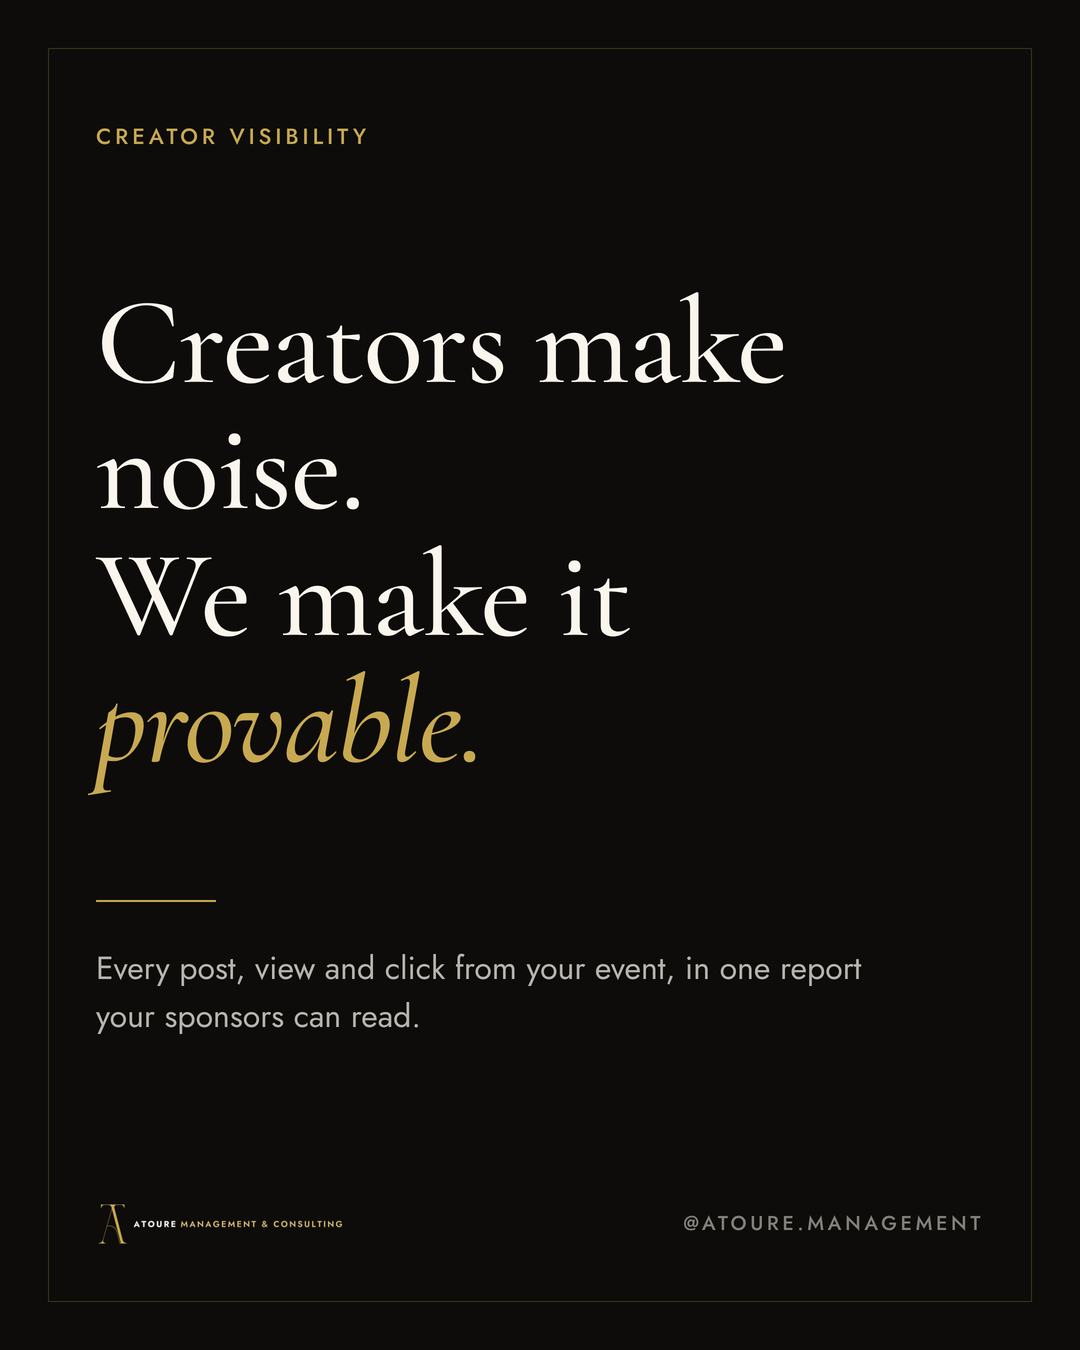 CREATOR VISIBILITY
Creators make
noise.
We make it
provable.
Every post, view and click from your event, in one report
your sponsors can read.
ATOURE MANAGEMENT & CONSULTING
@ATOURE.MANAGEMENT